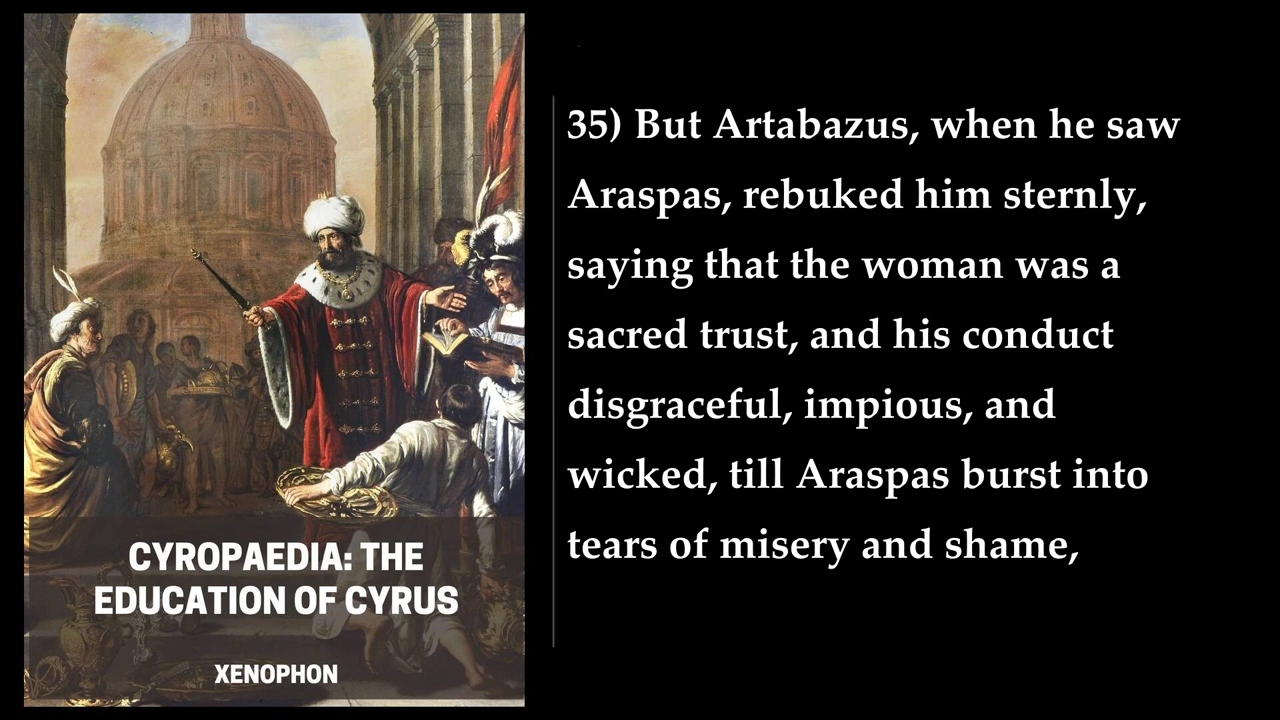 CYROPAEDIA: THE
EDUCATION OF CYRUS
XENOPHON
35) But Artabazus, when he saw
Araspas, rebuked him sternly,
saying that the woman was a
sacred trust, and his conduct
disgraceful, impious, and
wicked, till Araspas burst into
tears of misery and shame,